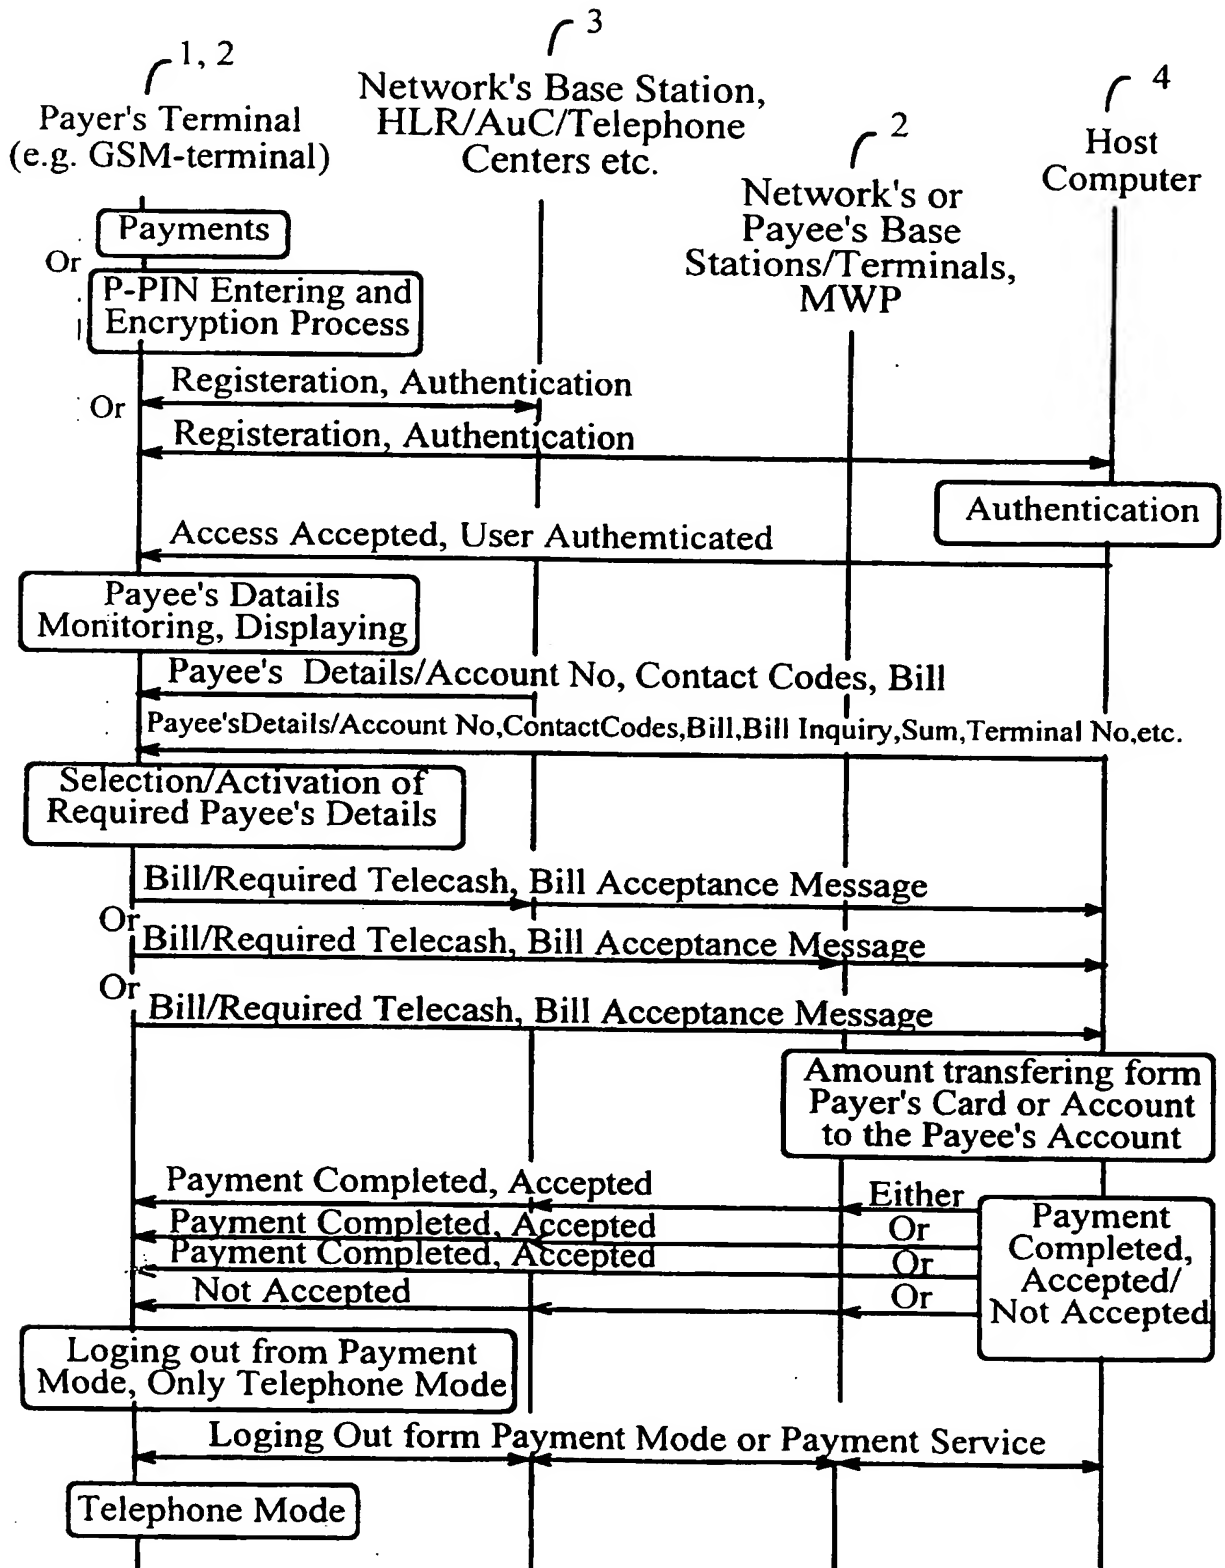 1, 2
3
4
2
Payer's Terminal
(e.g. GSM-terminal)
Network's Base Station,
HLR/AuC/Telephone
Centers etc.
Network's or
Payee's Base
Stations/Terminals,
MWP
Host
Computer
Payments
Or
P-PIN Entering and
Encryption Process
Registeration, Authentication
Or
Registeration, Authentication
Authentication
Access Accepted, User Authemticated
Payee's Datails
Monitoring, Displaying
Payee's Details/Account No, Contact Codes, Bill
Payee'sDetails/Account No,ContactCodes,Bill,Bill Inquiry,Sum,Terminal No,etc.
Selection/Activation of
Required Payee's Details
Bill/Required Telecash, Bill Acceptance Message
Or
Bill/Required Telecash, Bill Acceptance Message
Or
Bill/Required Telecash, Bill Acceptance Message
Amount transfering form
Payer's Card or Account
to the Payee's Account
Payment Completed, Accepted
Either
Payment Completed, Accepted
Or
Payment Completed, Accepted
Or
Not Accepted
Or
Payment
Completed,
Accepted/
Not Accepted
Loging out from Payment
Mode, Only Telephone Mode
Loging Out form Payment Mode or Payment Service
Telephone Mode